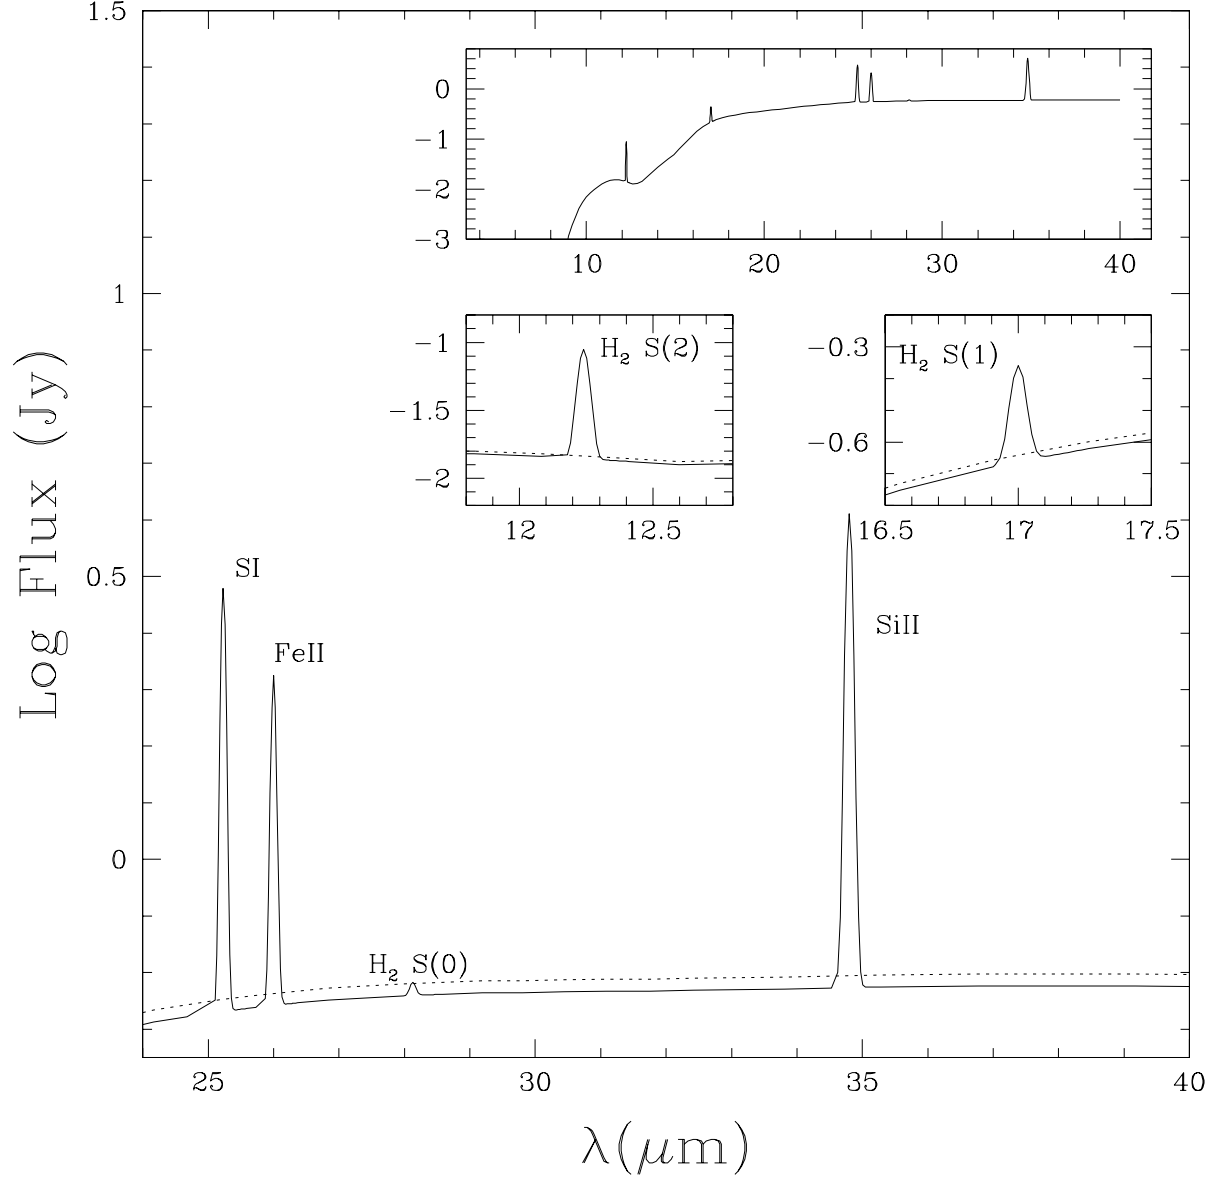 1.5
0
−1
−2
−3
10 20 30 40
1
−1
−1.5
−2
H2 S(2)
12 12.5
−0.3
−0.6
H2 S(1)
16.5 17 17.5
Log Flux (Jy)
0.5
SI
FeII
SiII
0
H2 S(0)
25 30 35 40
λ(μm)